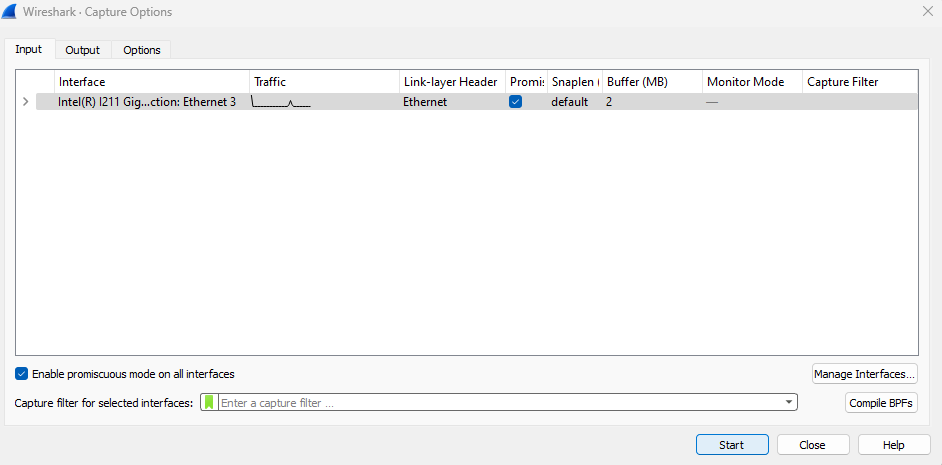 Wireshark · Capture Options
Input Output Options
Interface Traffic Link-layer Header Promis Snaplen ( Buffer (MB) Monitor Mode Capture Filter
Intel(R) I211 Gig...ction: Ethernet 3 Ethernet default 2 —
Enable promiscuous mode on all interfaces Manage Interfaces...
Capture filter for selected interfaces: Enter a capture filter ... Compile BPFs
Start Close Help